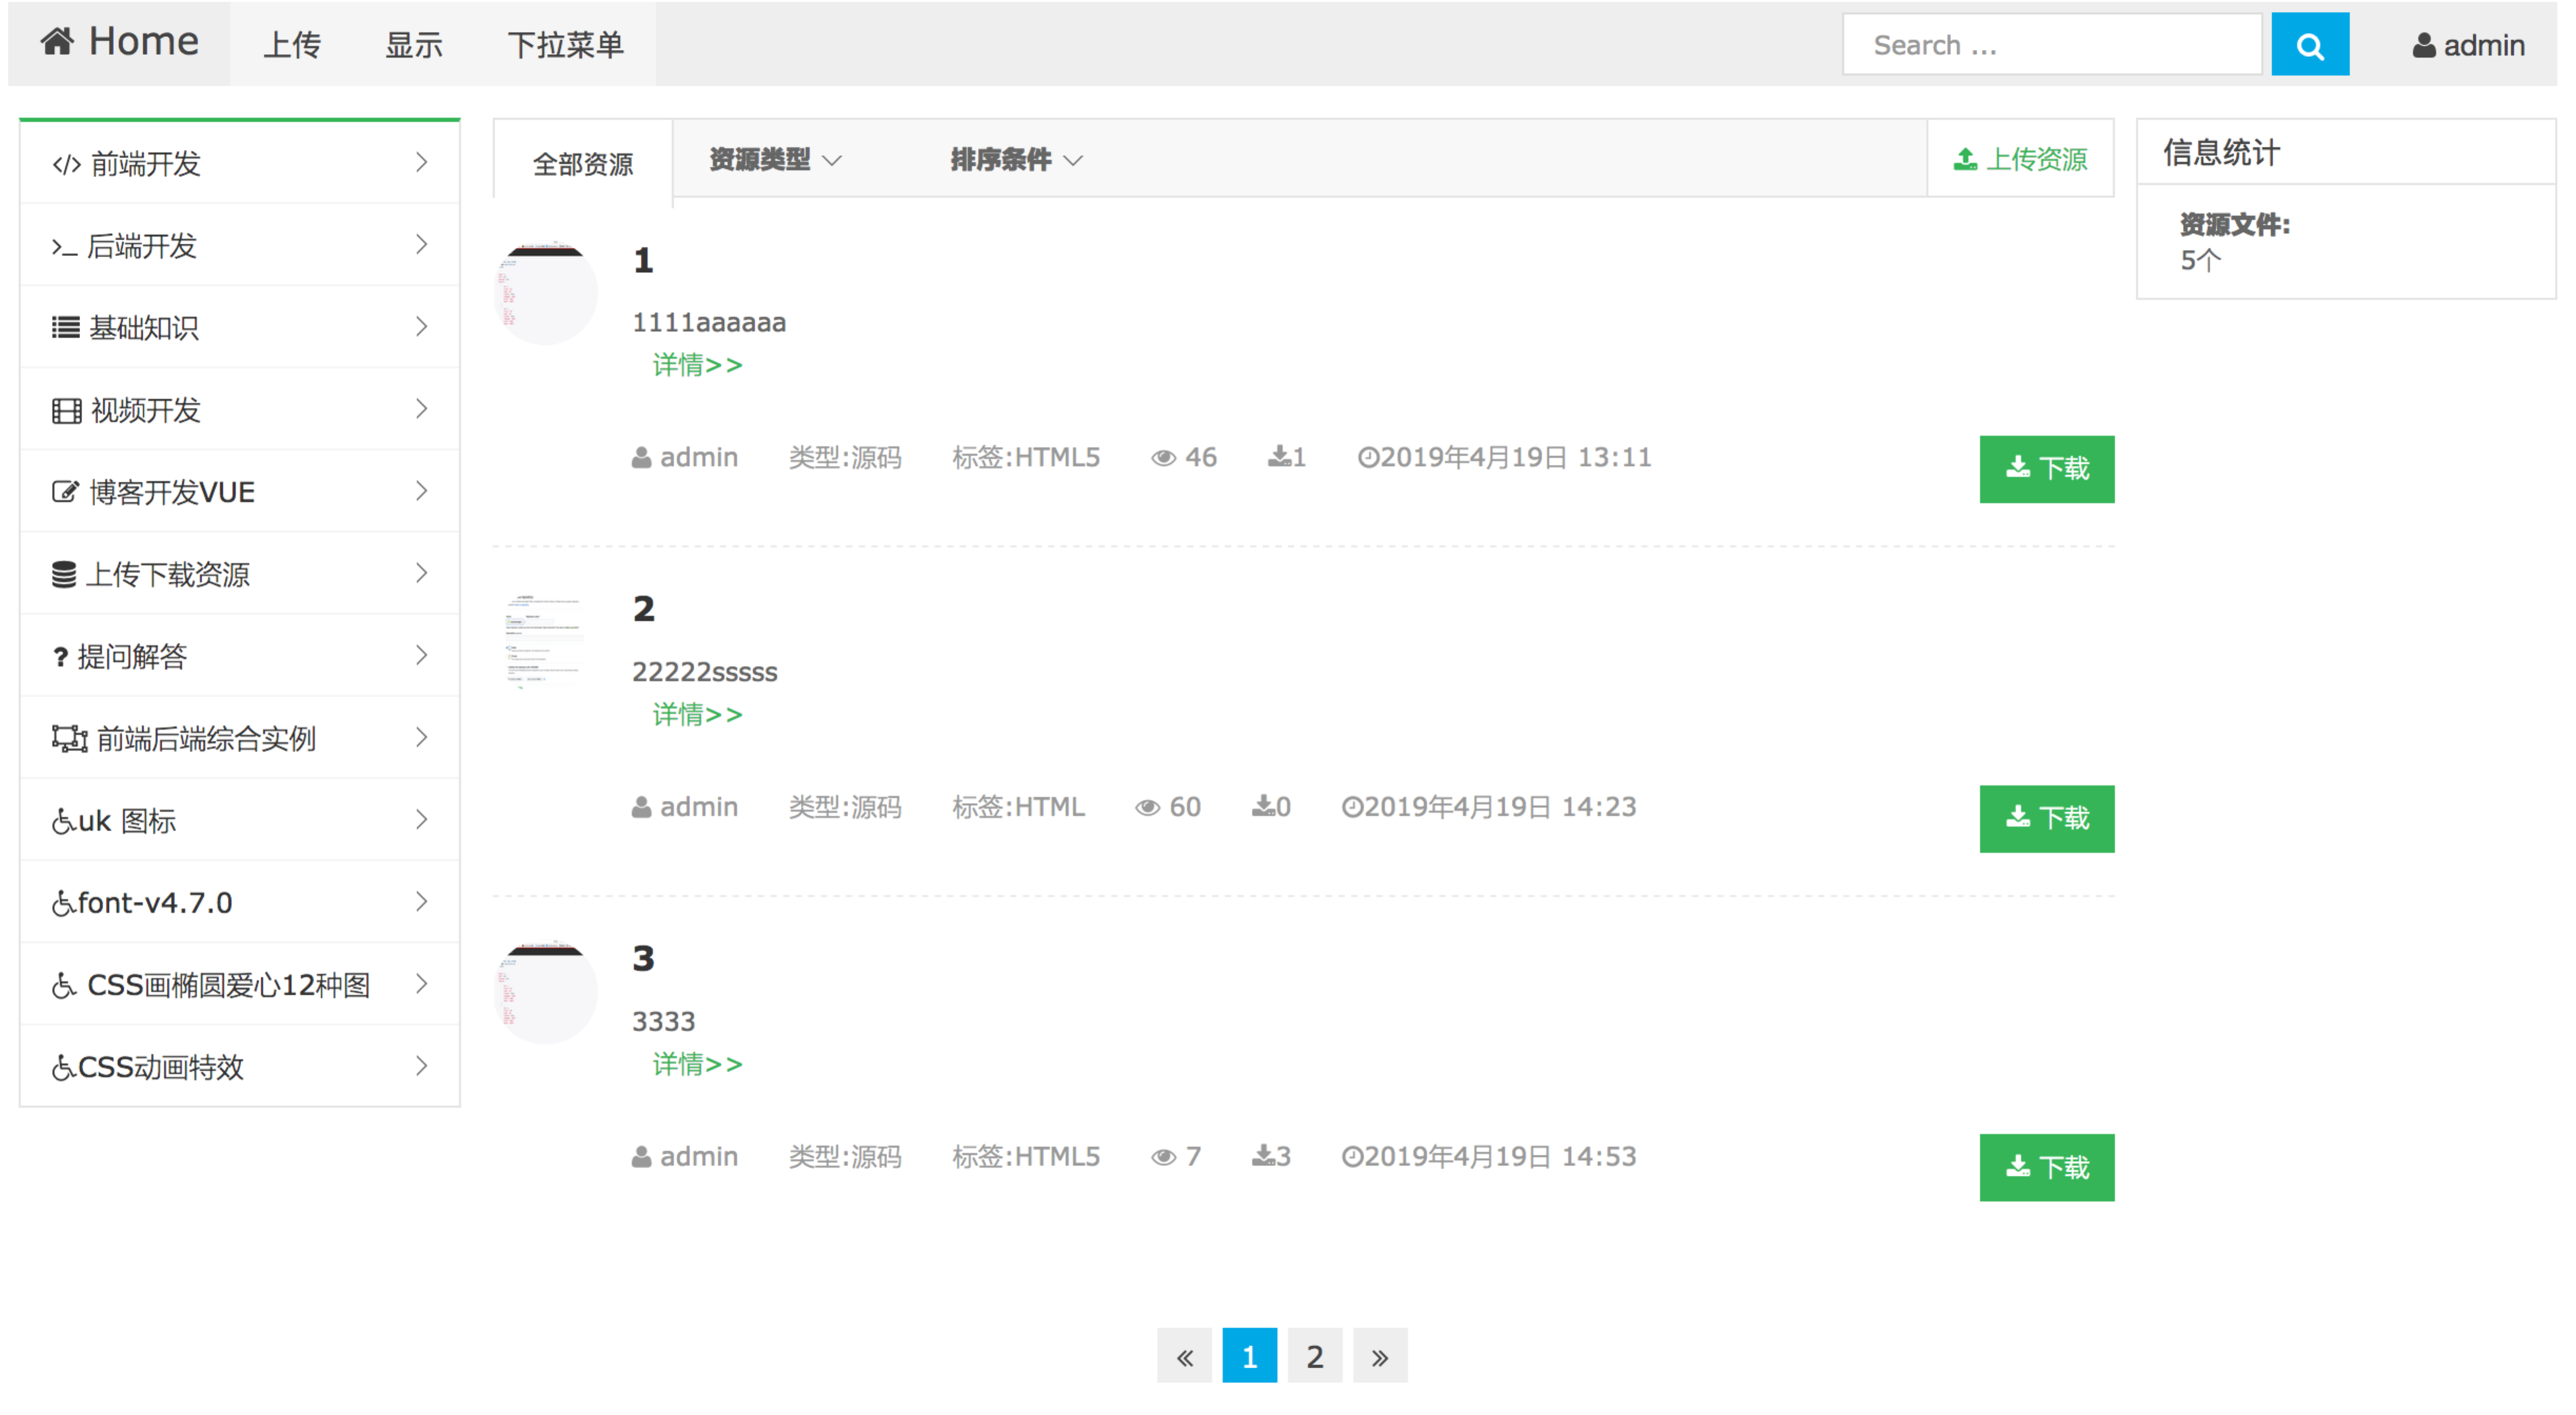 Home 上传 显示 下拉菜单 Search ... admin
前端开发
后端开发
基础知识
视频开发
博客开发VUE
上传下载资源
? 提问解答
前端后端综合实例
uk 图标
font-v4.7.0
CSS画椭圆爱心12种图
CSS动画特效
全部资源 资源类型 排序条件 上传资源
1
1111aaaaaa
详情>>
admin 类型:源码 标签:HTML5 46 1 2019年4月19日 13:11 下载
2
22222sssss
详情>>
admin 类型:源码 标签:HTML 60 0 2019年4月19日 14:23 下载
3
3333
详情>>
admin 类型:源码 标签:HTML5 7 3 2019年4月19日 14:53 下载
« 1 2 »
信息统计
资源文件:
5个